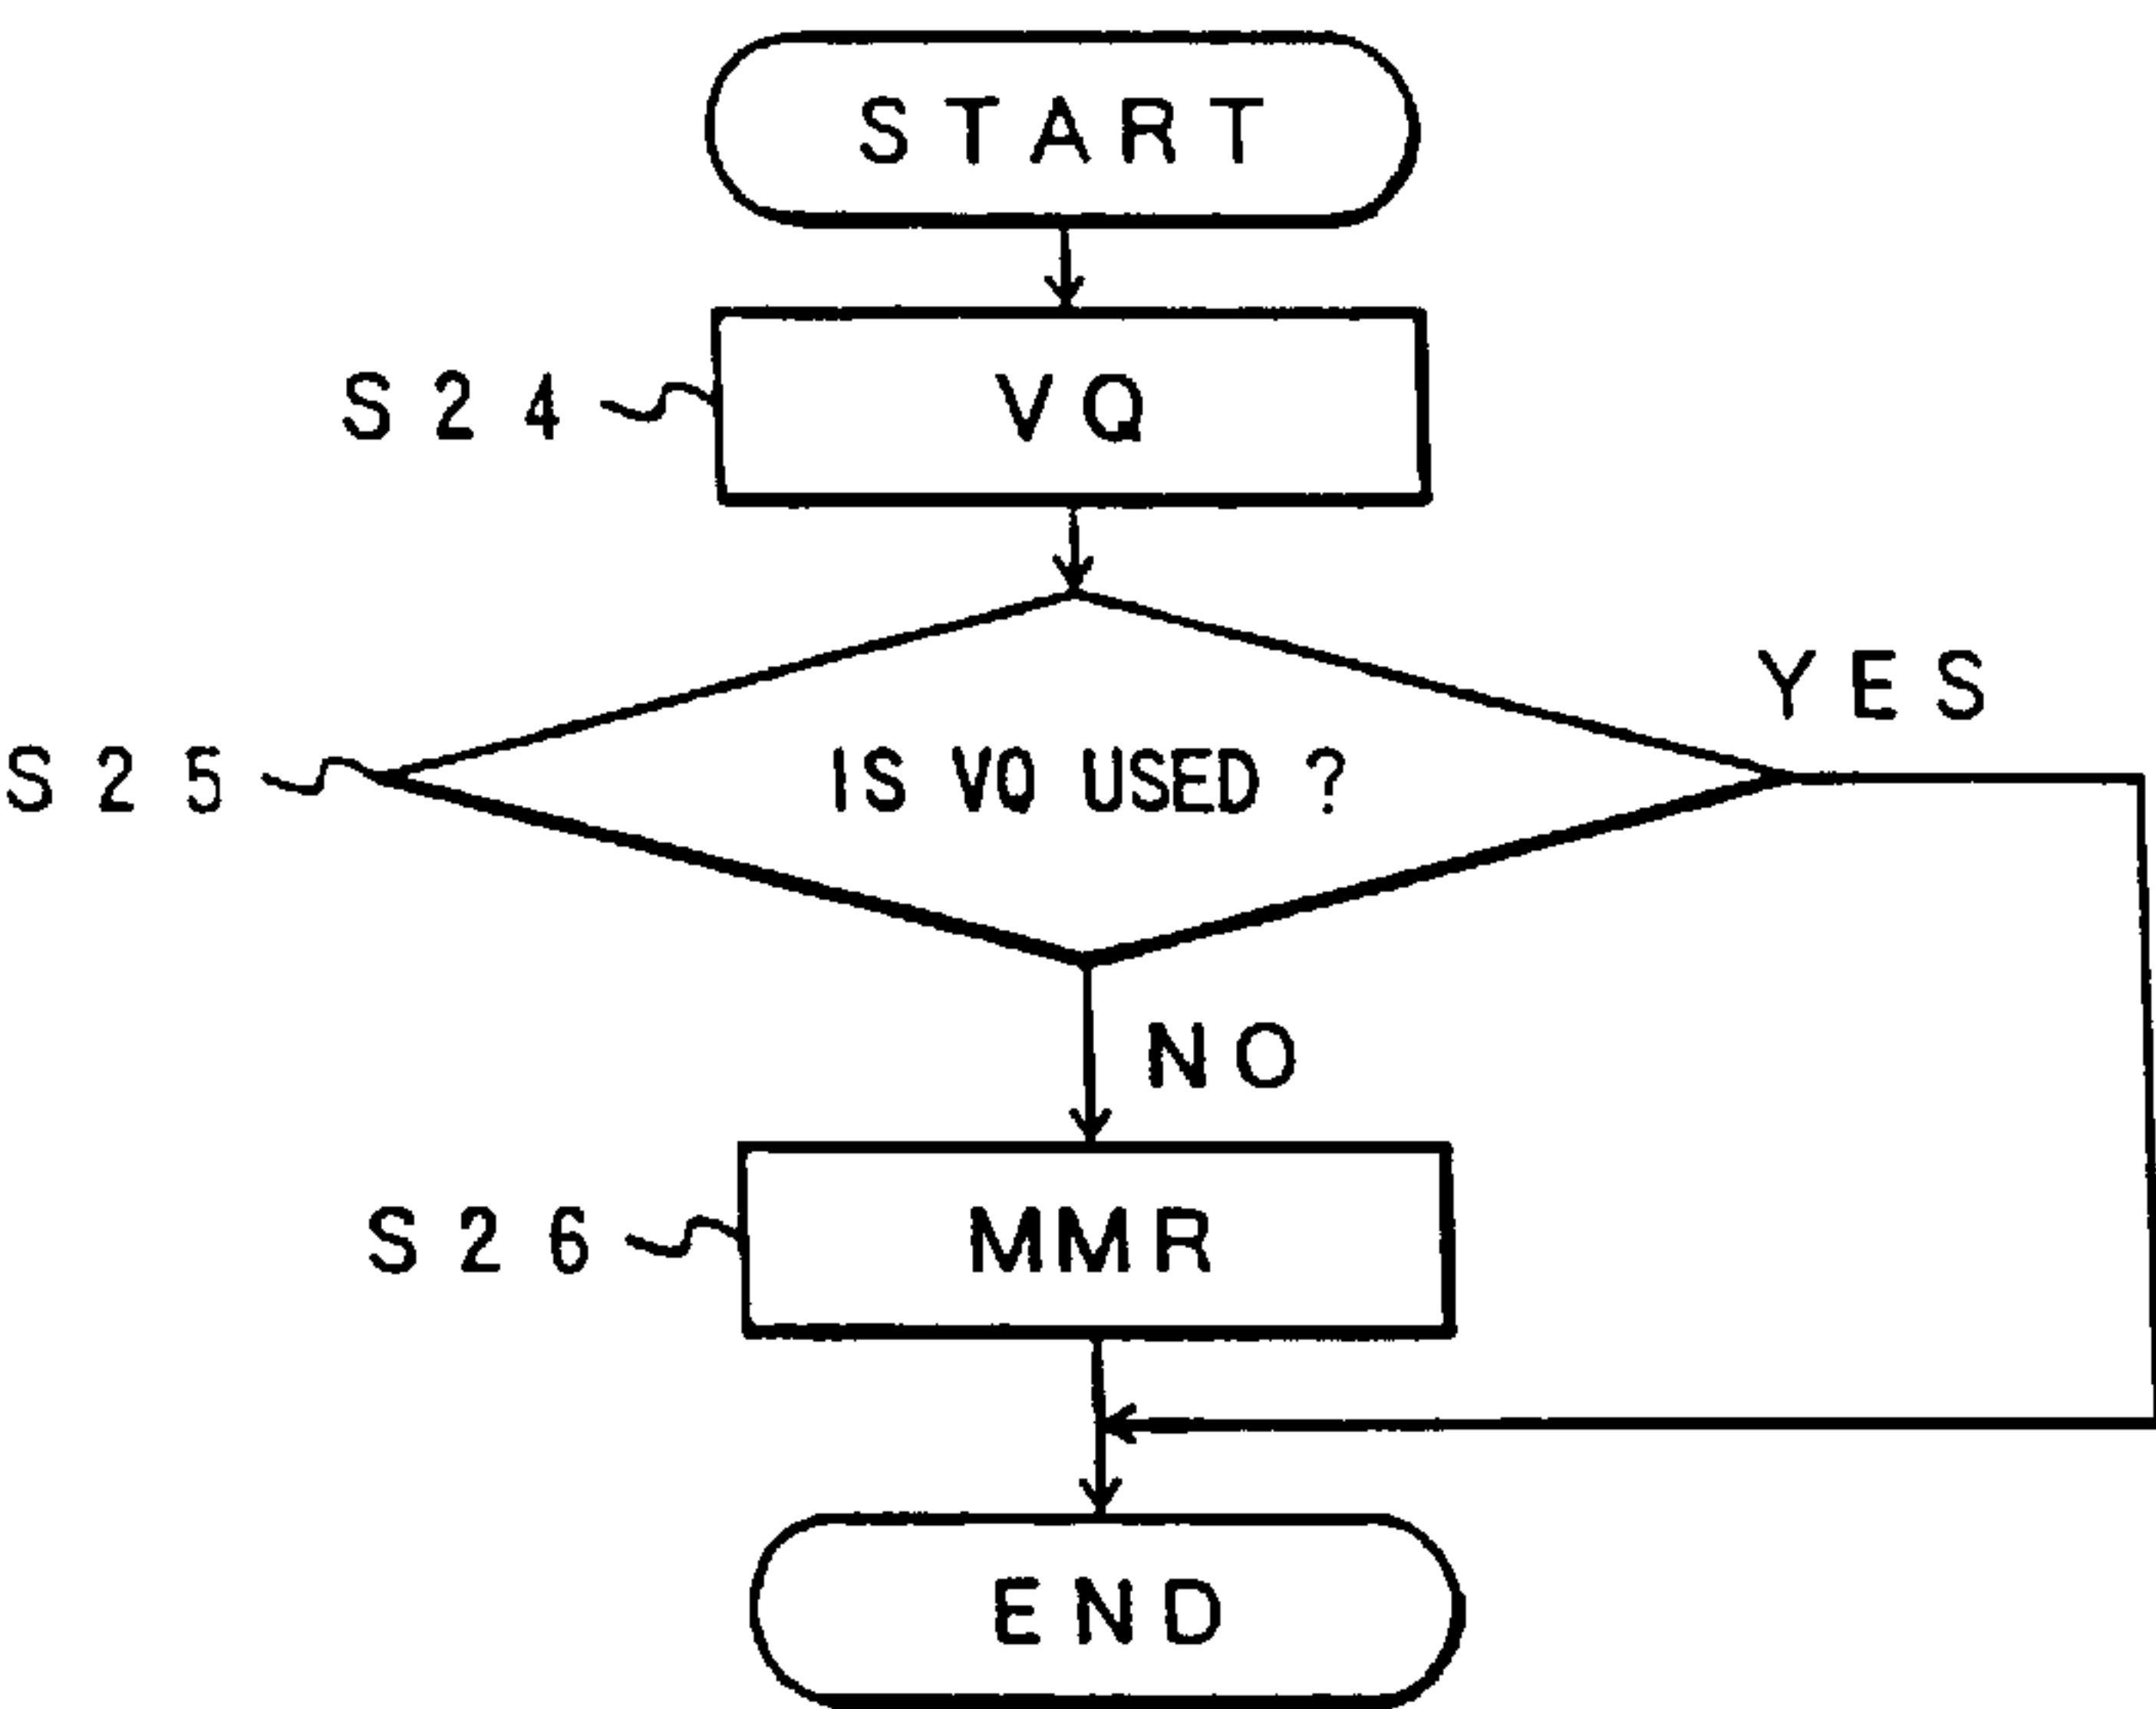 START
S24 VQ
YES
S25 IS VQ USED ?
NO
S26 MMR
END